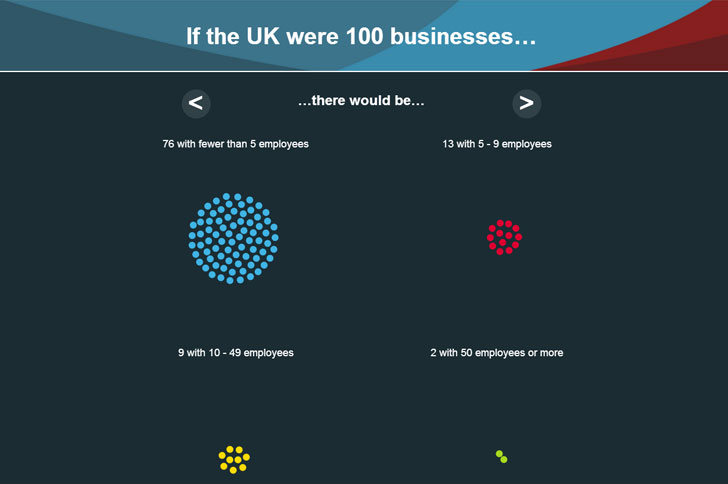 If the UK were 100 businesses...
< ...there would be... >
76 with fewer than 5 employees
13 with 5 - 9 employees
9 with 10 - 49 employees
2 with 50 employees or more